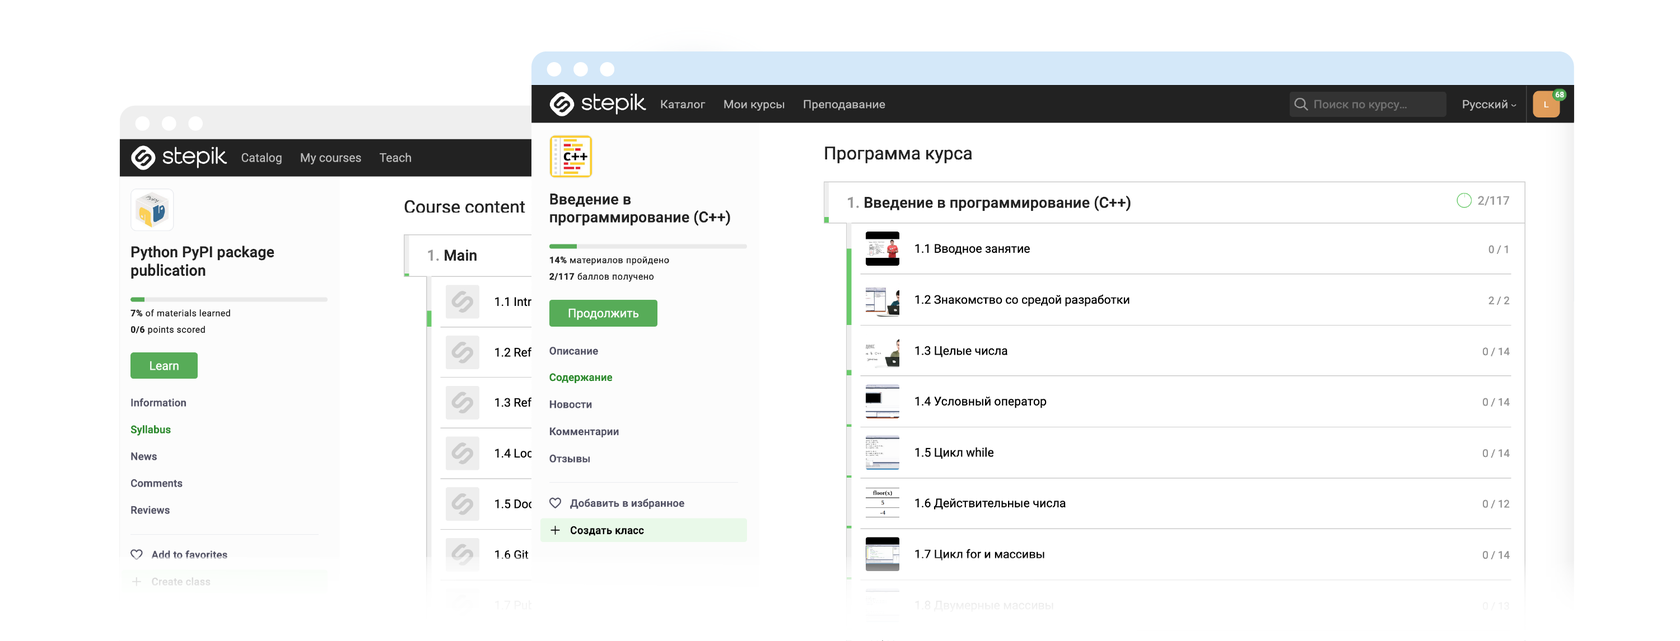 stepik Catalog My courses Teach
Python PyPI package
publication
7% of materials learned
0/6 points scored
Learn
Information
Syllabus
News
Comments
Reviews
Add to favorites
Create class
Course content
1. Main
1.1 Intr
1.2 Ref
1.3 Ref
1.4 Loc
1.5 Doc
1.6 Git
1.7 Pu
stepik Каталог Мои курсы Преподавание Поиск по курсу... Русский L 68
C++
Введение в
программирование (C++)
14% материалов пройдено
2/117 баллов получено
Продолжить
Описание
Содержание
Новости
Комментарии
Отзывы
Добавить в избранное
+ Создать класс
Программа курса
1. Введение в программирование (C++) 2/117
1.1 Вводное занятие 0 / 1
1.2 Знакомство со средой разработки 2 / 2
1.3 Целые числа 0 / 14
1.4 Условный оператор 0 / 14
1.5 Цикл while 0 / 14
floor(x)
5
-4
1.6 Действительные числа 0 / 12
1.7 Цикл for и массивы 0 / 14
1.8 Двумерные массивы 0 / 13